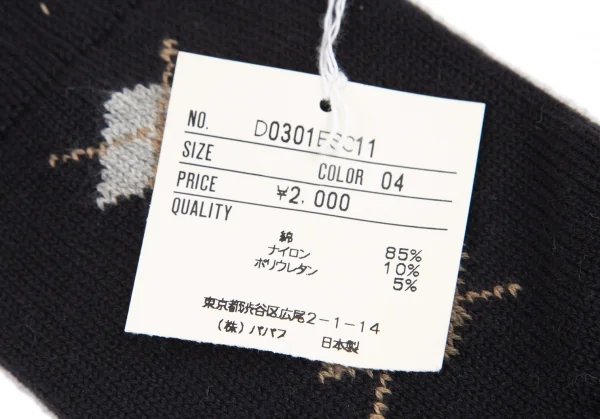 NO. D0301ESC11
SIZE COLOR 04
PRICE ¥2.000
QUALITY
綿 85%
ナイロン 10%
ポリウレタン 5%
東京都渋谷区広尾2-1-14
(株)パパス
日本製